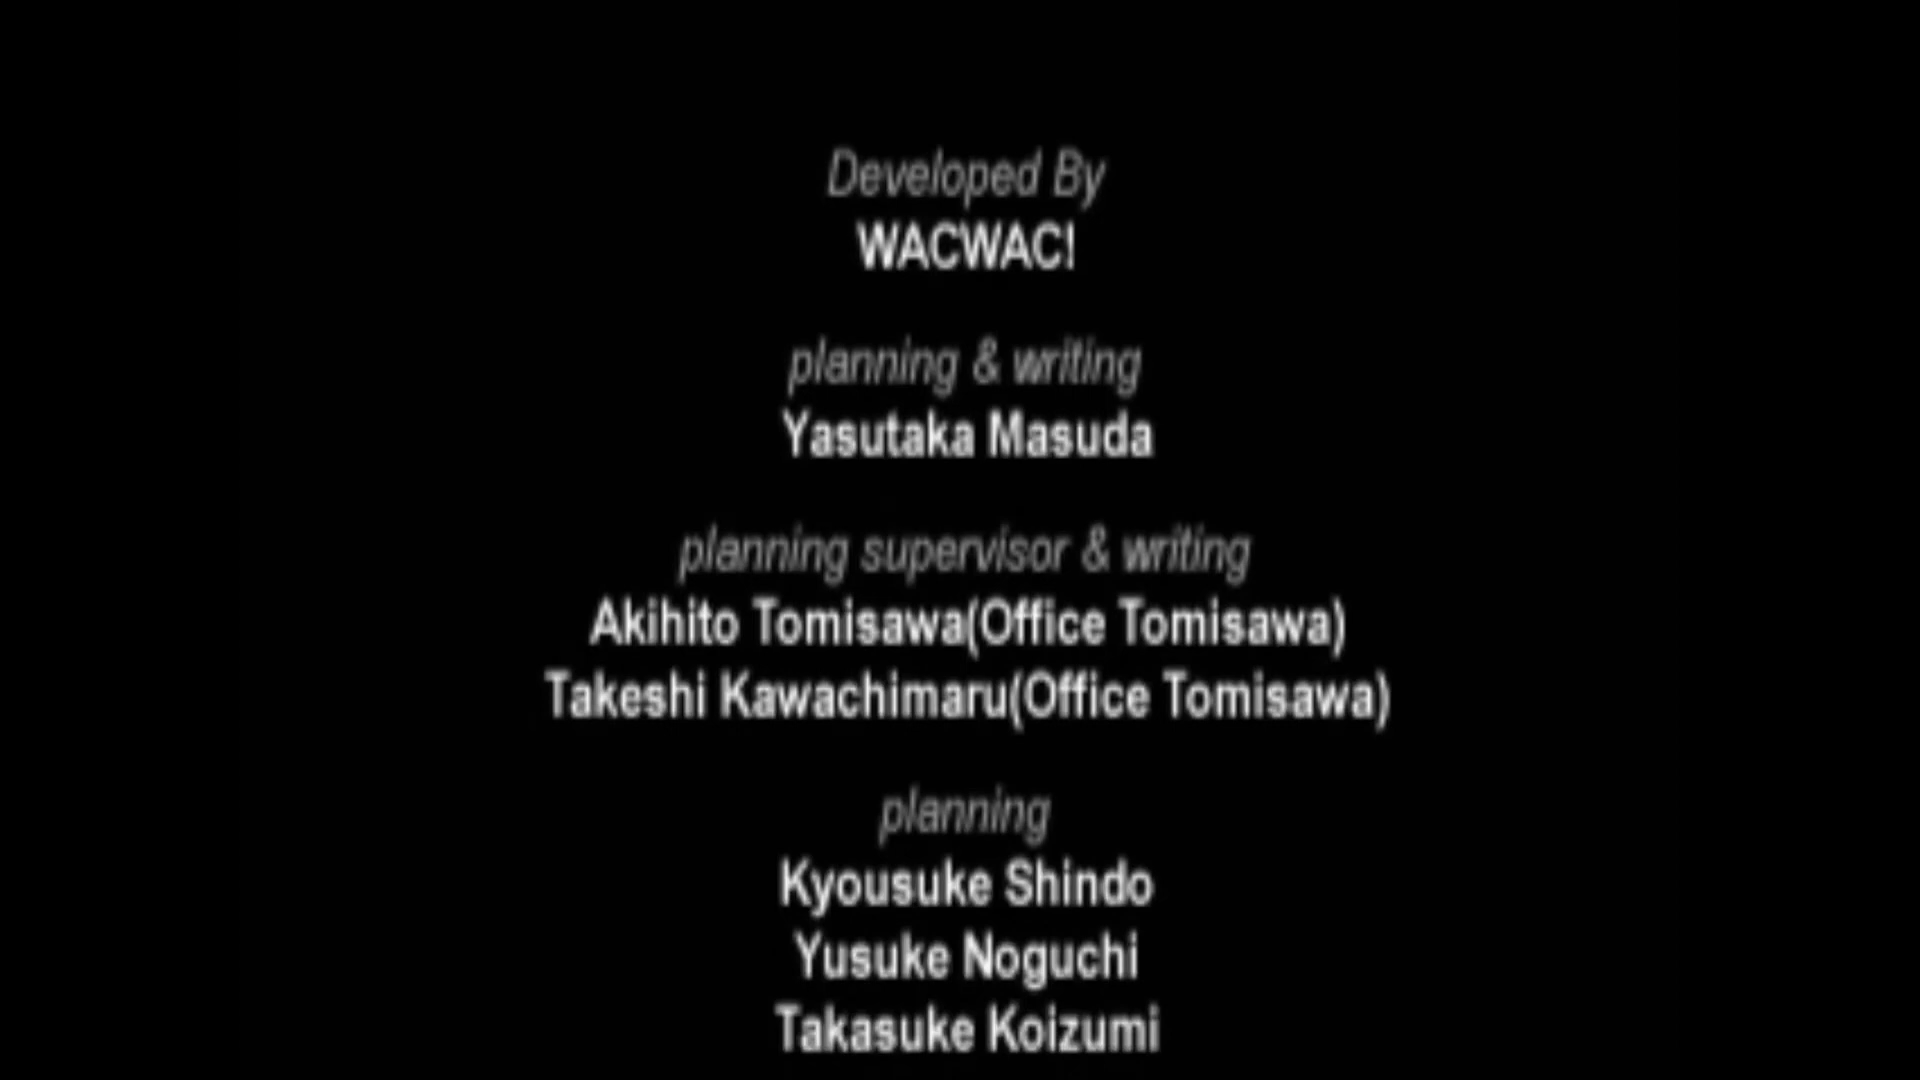 Developed By
WACWAC!
planning & writing
Yasutaka Masuda
planning supervisor & writing
Akihito Tomisawa(Office Tomisawa)
Takeshi Kawachimaru(Office Tomisawa)
planning
Kyousuke Shindo
Yusuke Noguchi
Takasuke Koizumi